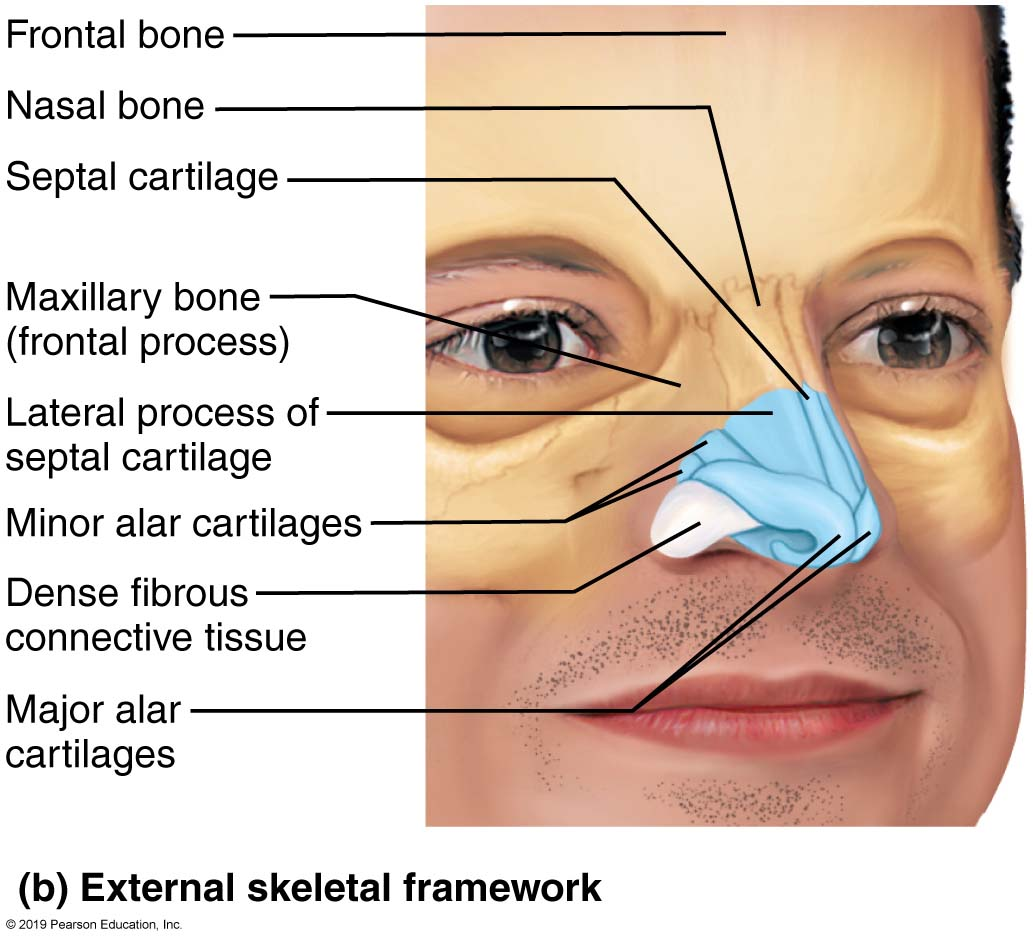 Frontal bone
Nasal bone
Septal cartilage
Maxillary bone
(frontal process)
Lateral process of
septal cartilage
Minor alar cartilages
Dense fibrous
connective tissue
Major alar
cartilages
(b) External skeletal framework
© 2019 Pearson Education, Inc.